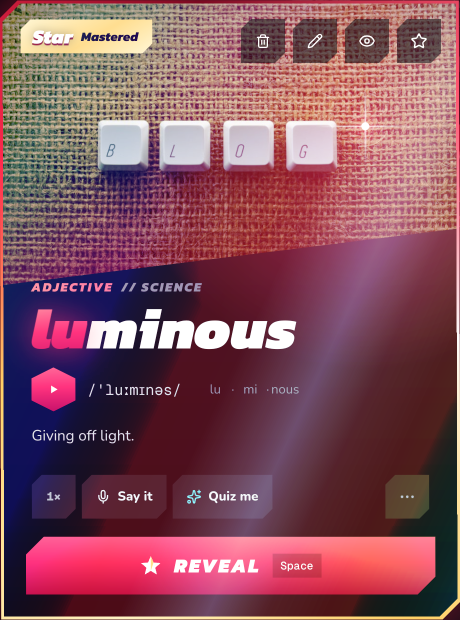 Star Mastered
B L O G
ADJECTIVE // SCIENCE
luminous
/ˈluːmɪnəs/ lu · mi · nous
Giving off light.
1× Say it Quiz me ...
REVEAL Space